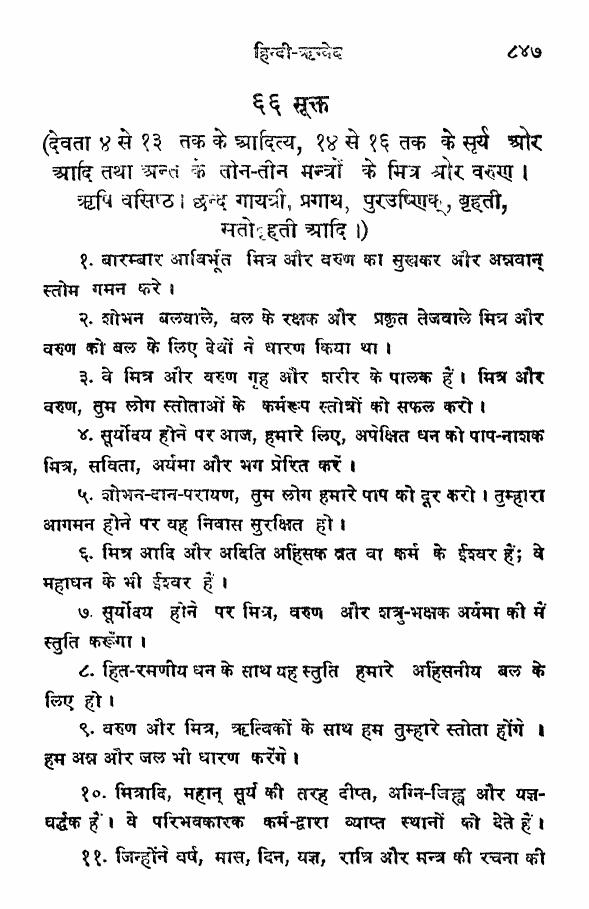 हिन्दी-ऋग्वेद ८४७
६६ सूक्त
(देवता ४ से १३ तक के आदित्य, १४ से १६ तक के सूर्य और
आदि तथा अन्त के तीन-तीन मन्त्रों के मित्र और वरुण ।
ऋषि वसिष्ठ। छन्द गायत्री, प्रगाथ, पुरउष्णिक्, बृहती,
सतोबृहती आदि ।)
१. बारम्बार आविर्भूत मित्र और वरुण का सुखकर और अन्नवान्
स्तोम गमन करे ।
२. शोभन बलवाले, बल के रक्षक और प्रकृत तेजवाले मित्र और
वरुण को बल के लिए देवों ने धारण किया था ।
३. वे मित्र और वरुण गृह और शरीर के पालक हैं। मित्र और
वरुण, तुम लोग स्तोताओं के कर्मरूप स्तोत्रों को सफल करो ।
४. सूर्योदय होने पर आज, हमारे लिए, अपेक्षित धन को पाप-नाशक
मित्र, सविता, अर्यमा और भग प्रेरित करें ।
५. शोभन-दान-परायण, तुम लोग हमारे पाप को दूर करो । तुम्हारा
आगमन होने पर यह निवास सुरक्षित हो ।
६. मित्र आदि और अदिति अहिंसक व्रत वा कर्म के ईश्वर हैं; वे
महाधन के भी ईश्वर हैं ।
७. सूर्योदय होने पर मित्र, वरुण और शत्रु-भक्षक अर्यमा की में
स्तुति करूँगा ।
८. हित-रमणीय धन के साथ यह स्तुति हमारे अहिंसनीय बल के
लिए हो ।
९. वरुण और मित्र, ऋत्विकों के साथ हम तुम्हारे स्तोता होंगे ।
हम अन्न और जल भी धारण करेंगे ।
१०. मित्रादि, महान् सूर्य की तरह दीप्त, अग्नि-जिह्व और यज्ञ-
वर्द्धक हैं । वे परिभवकारक कर्म-द्वारा व्याप्त स्थानों को देते हैं ।
११. जिन्होंने वर्ष, मास, दिन, यज्ञ, रात्रि और मन्त्र की रचना की